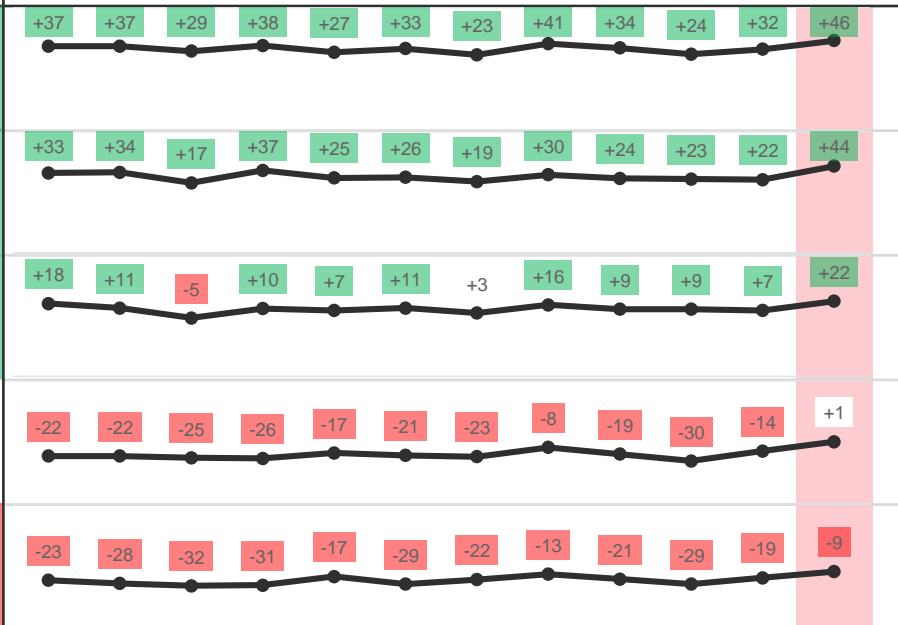 +37 +37 +29 +38 +27 +33 +23 +41 +34 +24 +32 +46
+33 +34 +17 +37 +25 +26 +19 +30 +24 +23 +22 +44
+18 +11 -5 +10 +7 +11 +3 +16 +9 +9 +7 +22
-22 -22 -25 -26 -17 -21 -23 -8 -19 -30 -14 +1
-23 -28 -32 -31 -17 -29 -22 -13 -21 -29 -19 -9